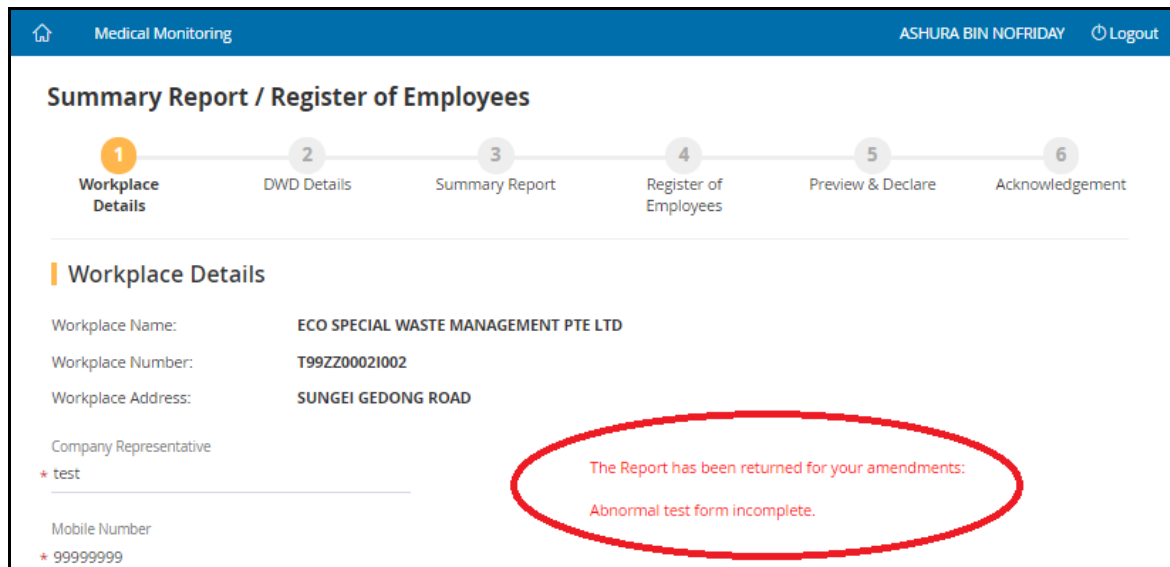 Medical Monitoring ASHURA BIN NOFRIDAY Logout
Summary Report / Register of Employees
1 2 3 4 5 6
Workplace Details
DWD Details
Summary Report
Register of Employees
Preview & Declare
Acknowledgement
Workplace Details
Workplace Name: ECO SPECIAL WASTE MANAGEMENT PTE LTD
Workplace Number: T99ZZ0002I002
Workplace Address: SUNGEI GEDONG ROAD
Company Representative
* test
The Report has been returned for your amendments:
Abnormal test form incomplete.
Mobile Number
* 99999999